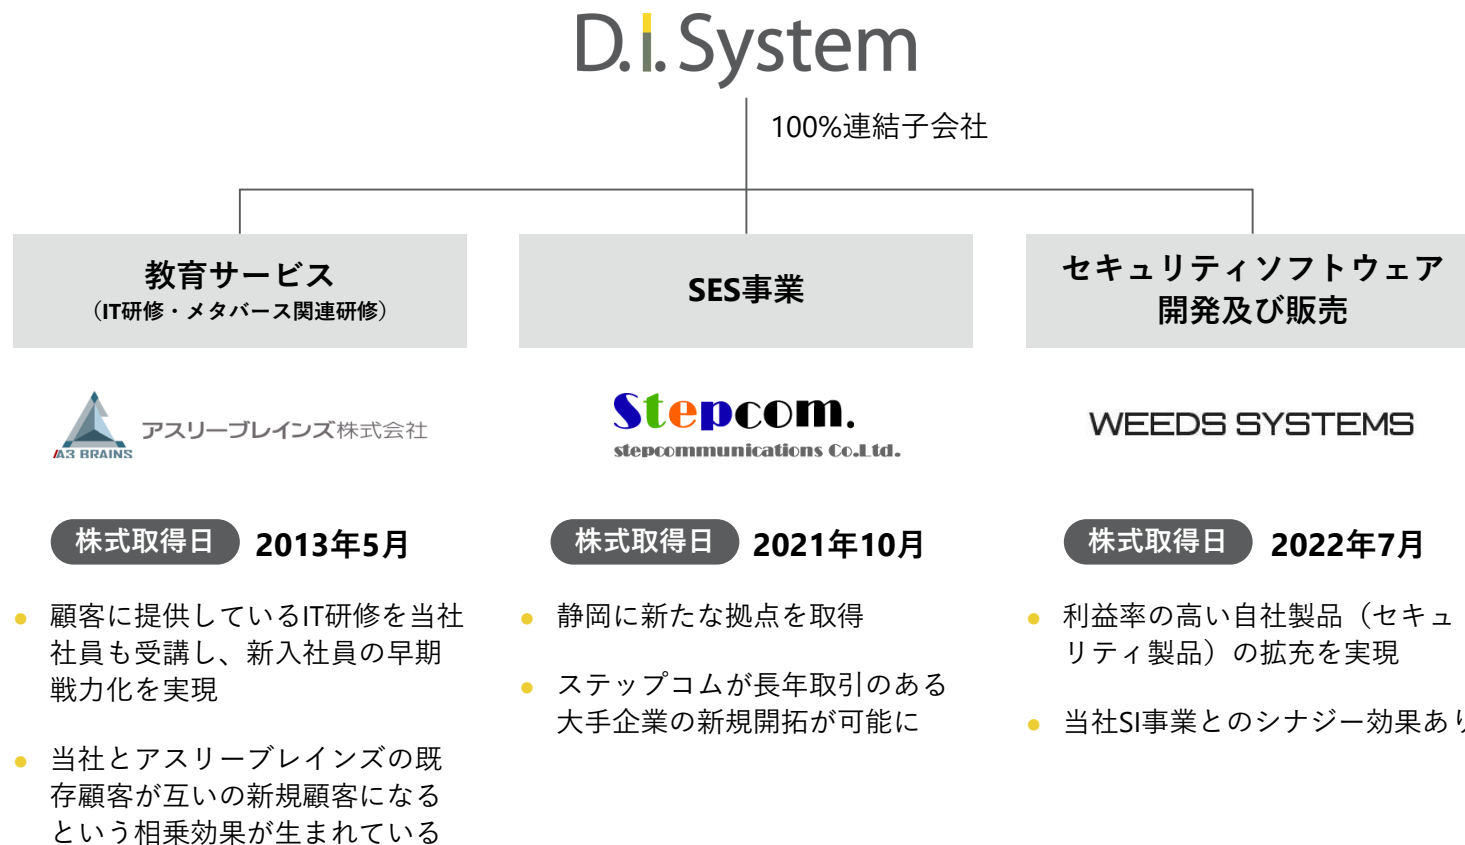 D.i.System
100%連結子会社
教育サービス
（IT研修・メタバース関連研修）
A3 BRAINS
アスリーブレインズ株式会社
株式取得日 2013年5月
● 顧客に提供しているIT研修を当社
社員も受講し、新入社員の早期
戦力化を実現
● 当社とアスリーブレインズの既
存顧客が互いの新規顧客になる
という相乗効果が生まれている
SES事業
Stepcom.
stepcommunications Co.Ltd.
株式取得日 2021年10月
● 静岡に新たな拠点を取得
● ステップコムが長年取引のある
大手企業の新規開拓が可能に
セキュリティソフトウェア
開発及び販売
WEEDS SYSTEMS
株式取得日 2022年7月
● 利益率の高い自社製品（セキュ
リティ製品）の拡充を実現
● 当社SI事業とのシナジー効果あり